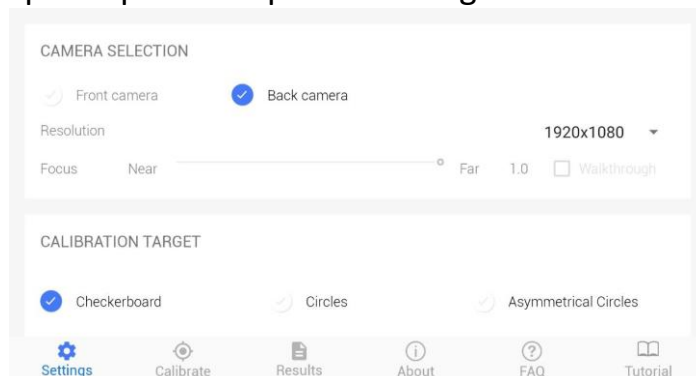 CAMERA SELECTION
Front camera Back camera
Resolution 1920x1080
Focus Near Far 1.0 Walkthrough
CALIBRATION TARGET
Checkerboard Circles Asymmetrical Circles
Settings Calibrate Results About FAQ Tutorial